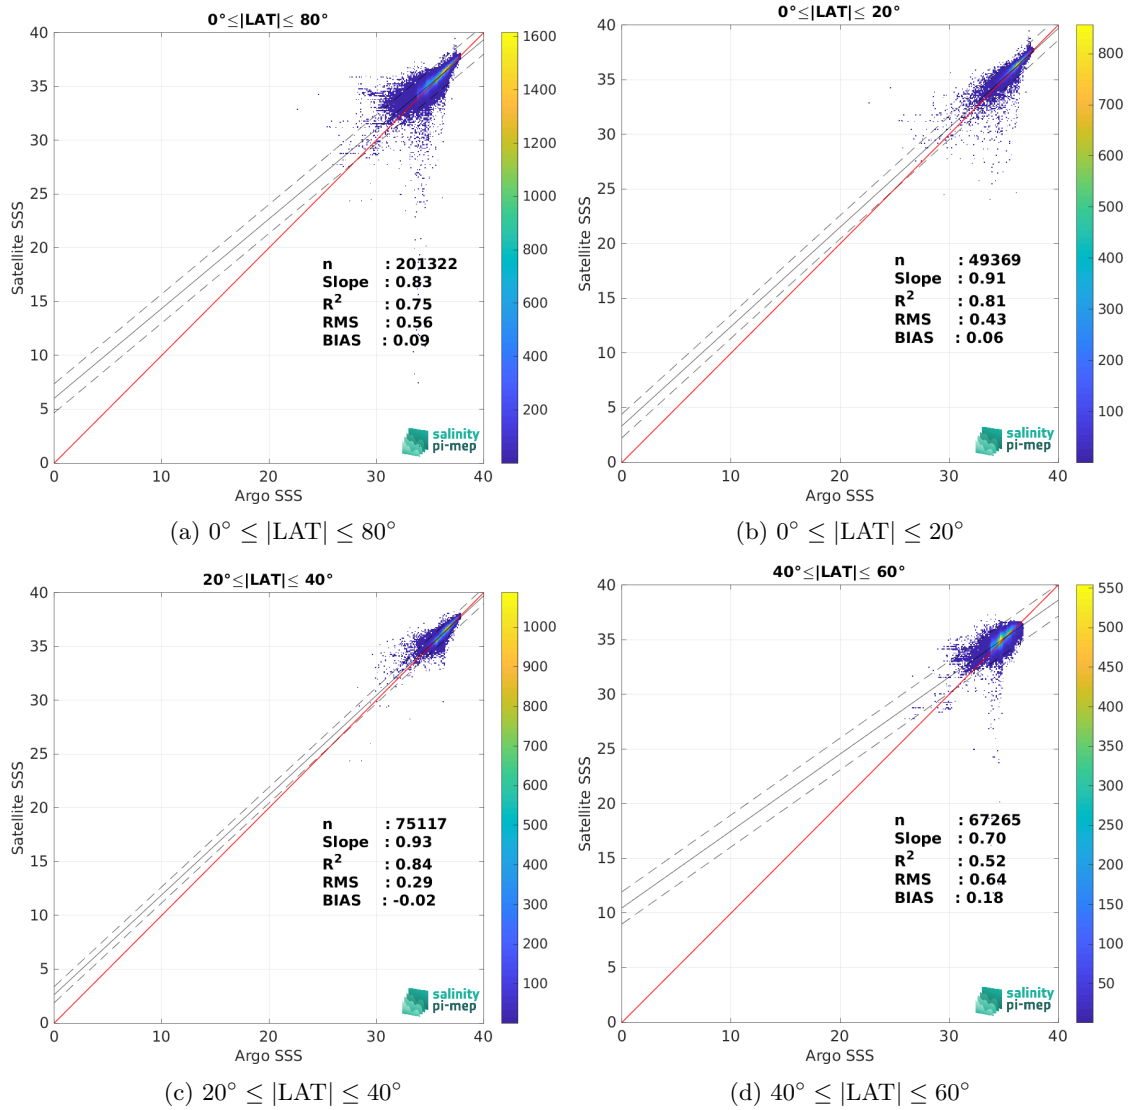 0°≤|LAT|≤ 80°
40
35
30
25
20
15
10
5
0
Satellite SSS
0
10
20
30
40
Argo SSS
n : 201322
Slope : 0.83
R² : 0.75
RMS : 0.56
BIAS : 0.09
salinity
pi-mep
1600
1400
1200
1000
800
600
400
200
(a) 0° ≤ |LAT| ≤ 80°
0°≤|LAT|≤ 20°
40
35
30
25
20
15
10
5
0
Satellite SSS
0
10
20
30
40
Argo SSS
n : 49369
Slope : 0.91
R² : 0.81
RMS : 0.43
BIAS : 0.06
salinity
pi-mep
800
700
600
500
400
300
200
100
(b) 0° ≤ |LAT| ≤ 20°
20°≤|LAT|≤ 40°
40
35
30
25
20
15
10
5
0
Satellite SSS
0
10
20
30
40
Argo SSS
n : 75117
Slope : 0.93
R² : 0.84
RMS : 0.29
BIAS : -0.02
salinity
pi-mep
1000
900
800
700
600
500
400
300
200
100
(c) 20° ≤ |LAT| ≤ 40°
40°≤|LAT|≤ 60°
40
35
30
25
20
15
10
5
0
Satellite SSS
0
10
20
30
40
Argo SSS
n : 67265
Slope : 0.70
R² : 0.52
RMS : 0.64
BIAS : 0.18
salinity
pi-mep
550
500
450
400
350
300
250
200
150
100
50
(d) 40° ≤ |LAT| ≤ 60°